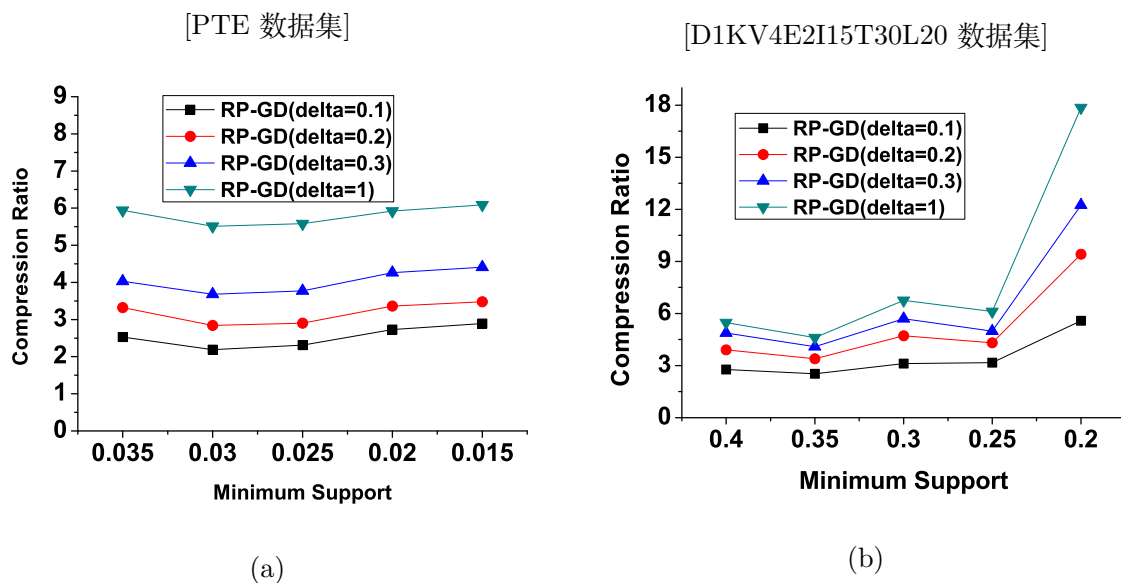 [PTE 数据集]
9
8
7
6
5
4
3
2
1
0
Compression Ratio
RP-GD(delta=0.1)
RP-GD(delta=0.2)
RP-GD(delta=0.3)
RP-GD(delta=1)
0.035 0.03 0.025 0.02 0.015
Minimum Support
(a)
[D1KV4E2I15T30L20 数据集]
18
15
12
9
6
3
0
Compression Ratio
RP-GD(delta=0.1)
RP-GD(delta=0.2)
RP-GD(delta=0.3)
RP-GD(delta=1)
0.4 0.35 0.3 0.25 0.2
Minimum Support
(b)